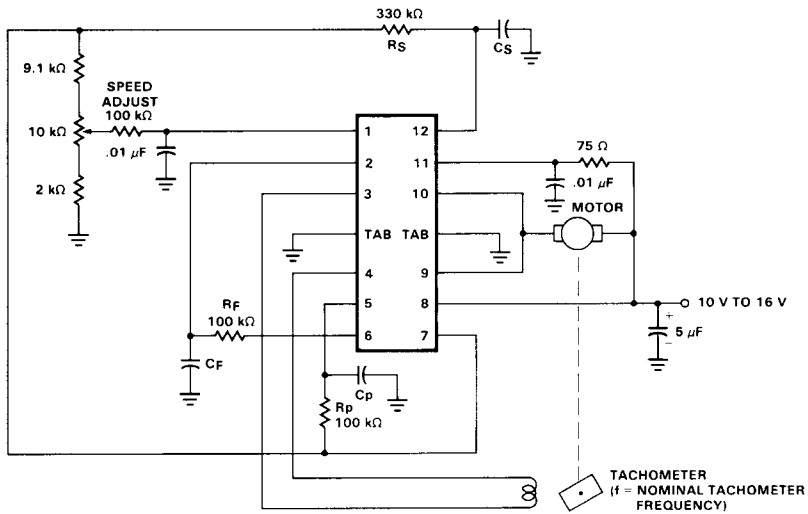 330 kΩ
RS
CS
9.1 kΩ
SPEED
ADJUST
100 kΩ
10 kΩ
.01 µF
2 kΩ
1
2
3
TAB
4
5
6
12
11
10
TAB
9
8
7
75 Ω
.01 µF
MOTOR
10 V TO 16 V
+
5 µF
−
RF
100 kΩ
CF
Cp
Rp
100 kΩ
TACHOMETER
(f = NOMINAL TACHOMETER
FREQUENCY)